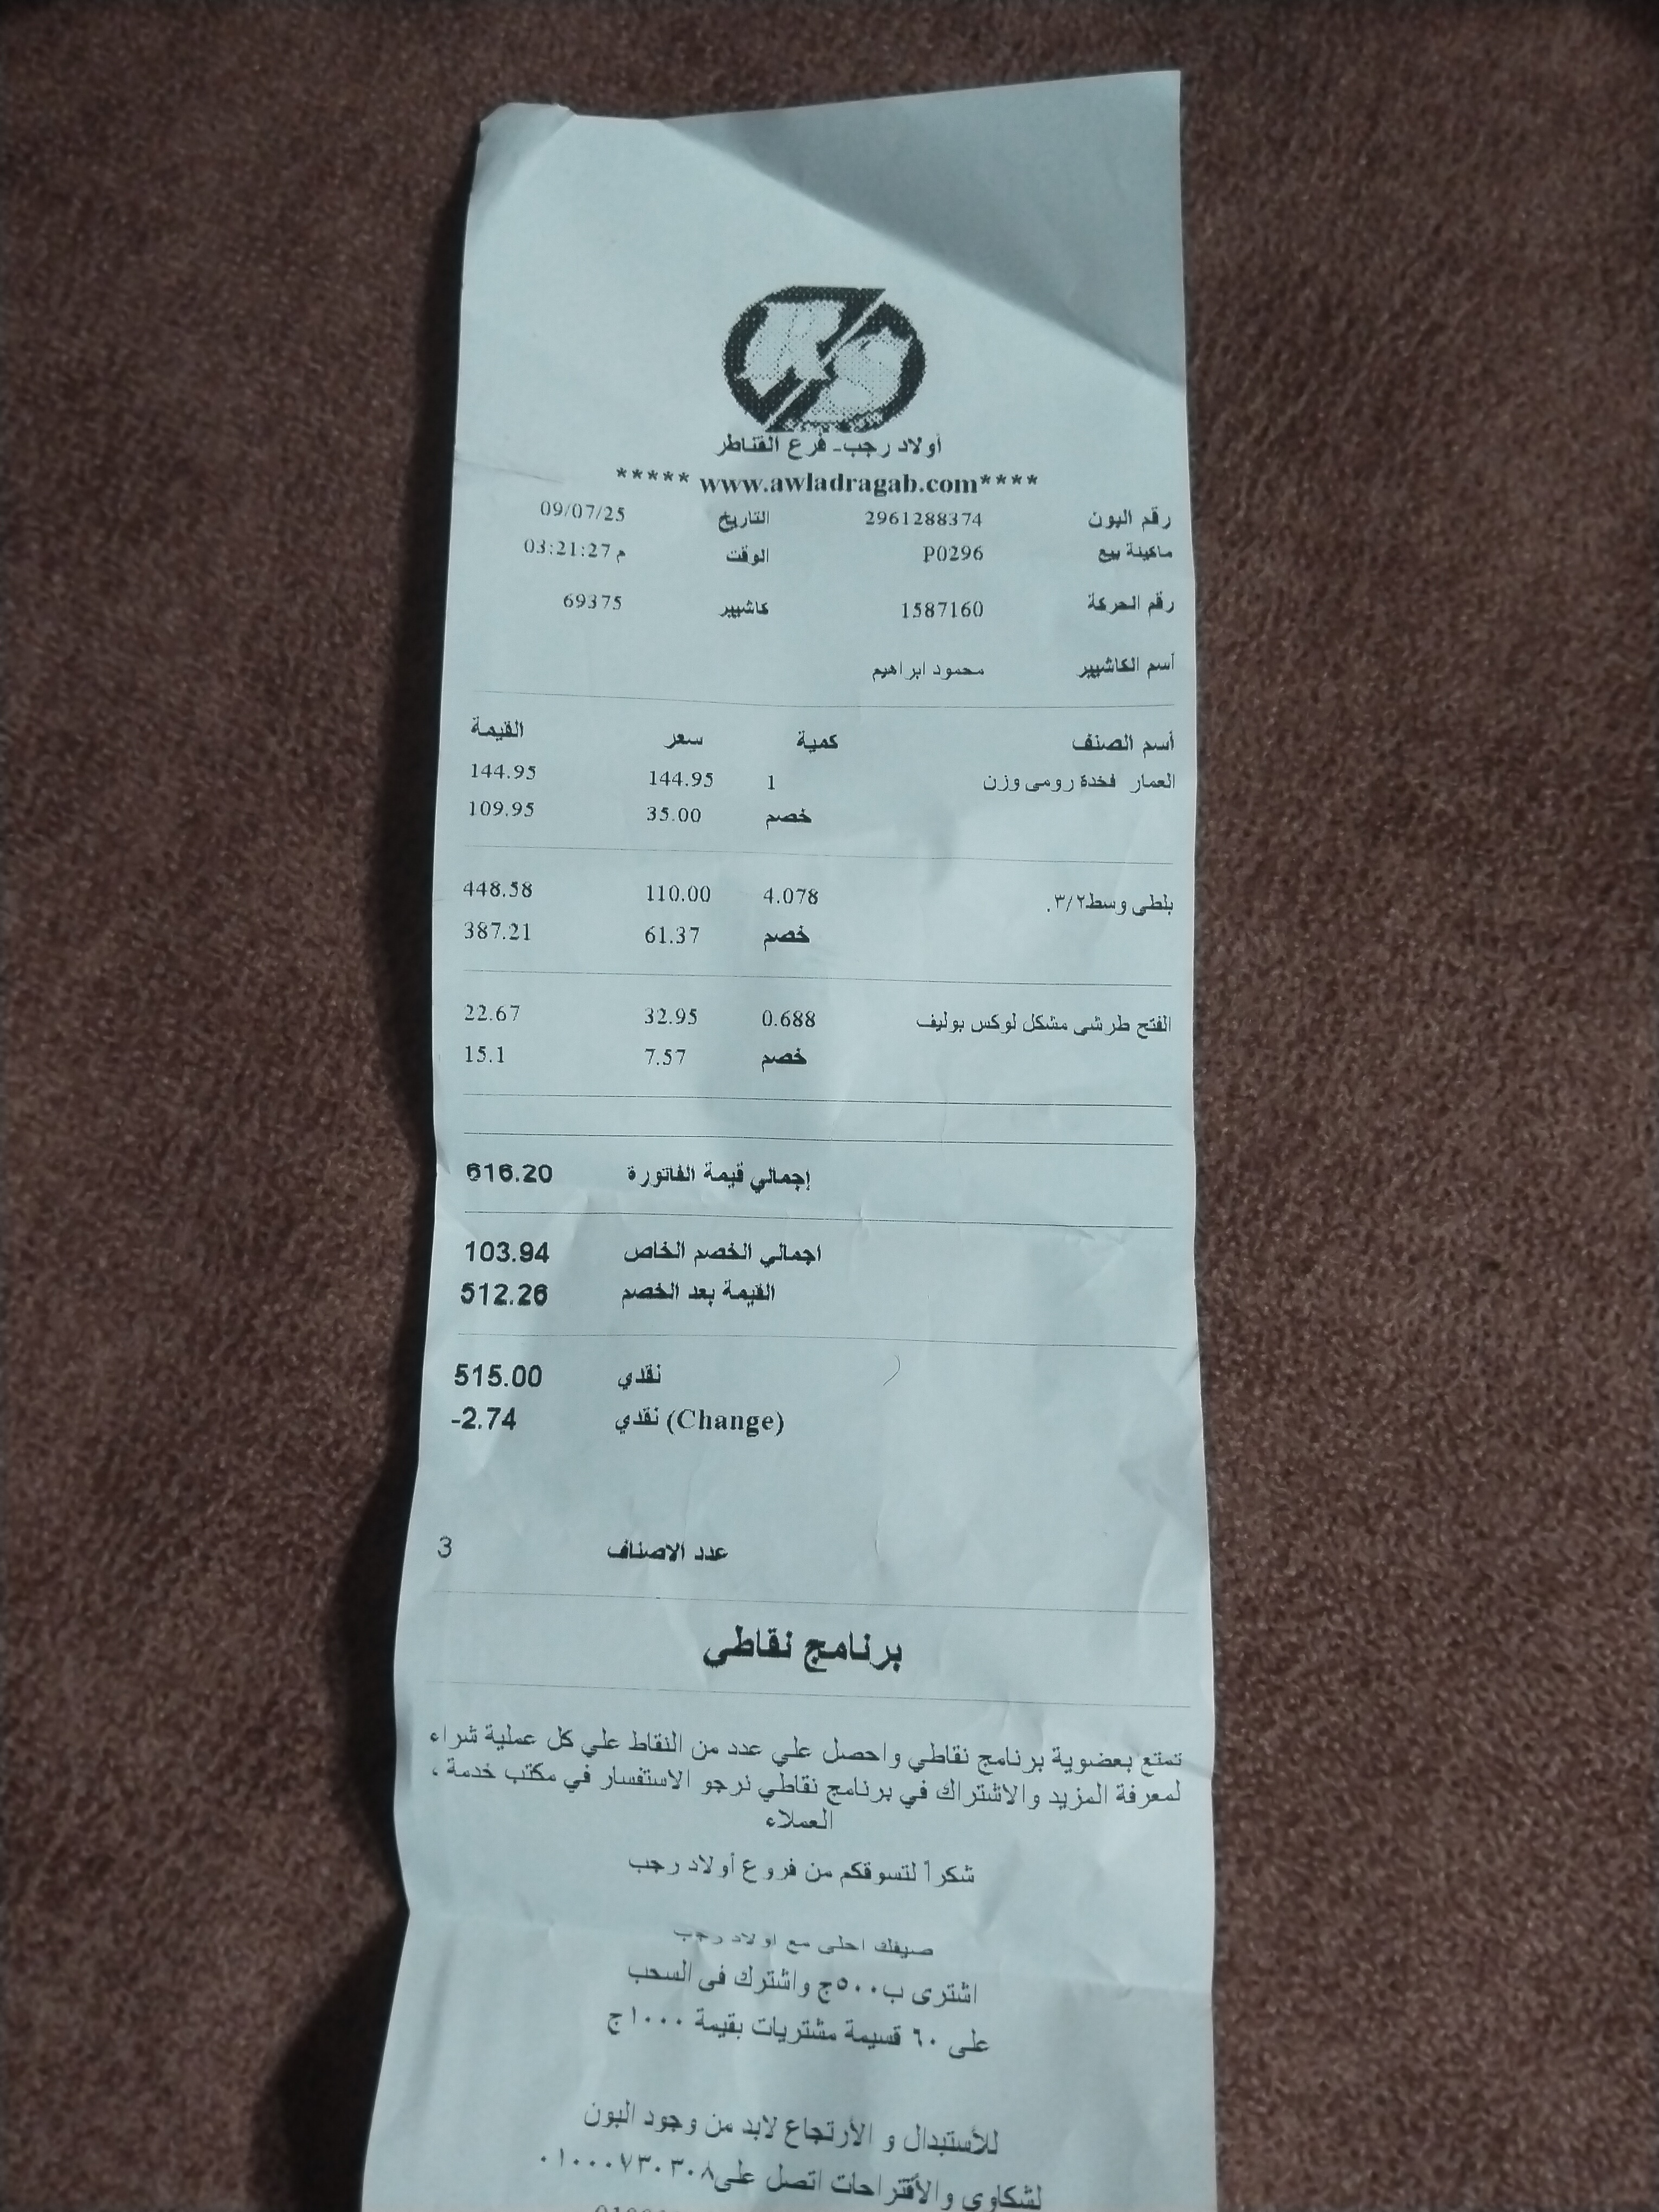 أولاد رجب- فرع القناطر
***** www.awladragab.com****
رقم البون 2961288374 التاريخ 09/07/25
ماكينة بيع P0296 الوقت 03:21:27 م
رقم الحركة 1587160 كاشيير 69375
أسم الكاشيير محمود ابراهيم
أسم الصنف كمية سعر القيمة
العمار فخدة رومى وزن 1 144.95 144.95
خصم 35.00 109.95
بلطى وسط٣/٢. 4.078 110.00 448.58
خصم 61.37 387.21
الفتح طرشى مشكل لوكس بوليف 0.688 32.95 22.67
خصم 7.57 15.1
إجمالي قيمة الفاتورة 616.20
اجمالي الخصم الخاص 103.94
القيمة بعد الخصم 512.26
نقدي 515.00
نقدي (Change) -2.74
عدد الاصناف 3
برنامج نقاطى
تمتع بعضوية برنامج نقاطي واحصل علي عدد من النقاط علي كل عملية شراء
لمعرفة المزيد والاشتراك في برنامج نقاطي نرجو الاستفسار في مكتب خدمة ،
العملاء
شكراً لتسوقكم من فروع أولاد رجب
صيفك احلى مع اولاد رجب
اشترى ب٥٠٠ج واشترك فى السحب
على ٦٠ قسيمة مشتريات بقيمة ١٠٠٠ج
للأستبدال و الأرتجاع لابد من وجود البون
لشكاوى والأقتراحات اتصل على٠١٠٠٠٧٣٠٣٠٨